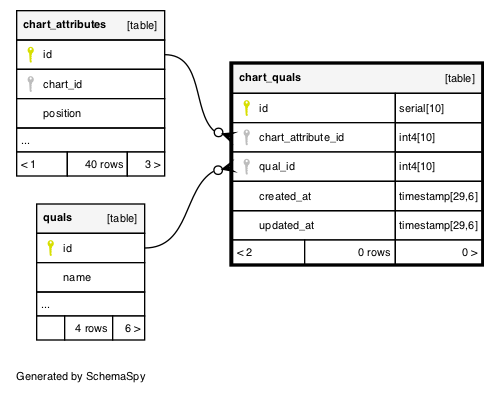 chart_attributes [table]
id
chart_id
position
...
< 1 40 rows 3 >
chart_quals [table]
id serial[10]
chart_attribute_id int4[10]
qual_id int4[10]
created_at timestamp[29,6]
updated_at timestamp[29,6]
< 2 0 rows 0 >
quals [table]
id
name
...
4 rows 6 >
Generated by SchemaSpy